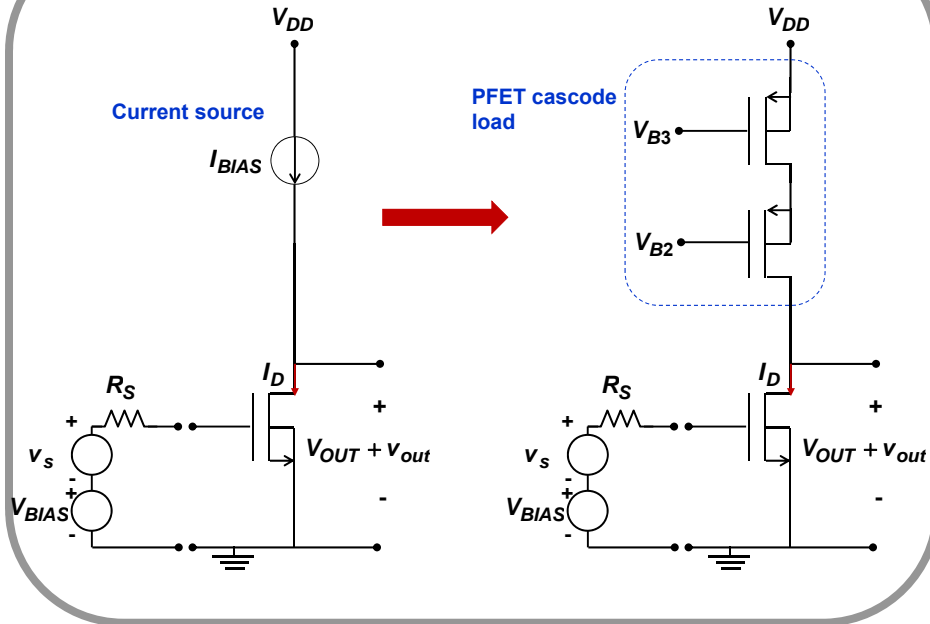 V_DD
Current source
I_BIAS
I_D
R_S
+
+
v_s
V_OUT + v_out
-
+
V_BIAS
-
-
V_DD
PFET cascode
load
V_B3
V_B2
I_D
R_S
+
+
v_s
V_OUT + v_out
-
+
V_BIAS
-
-